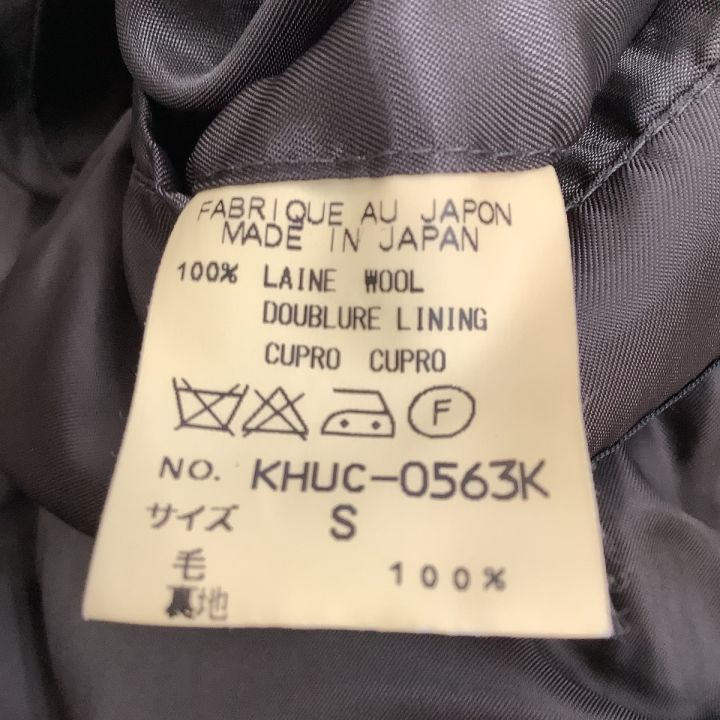 FABRIQUE AU JAPON
MADE IN JAPAN
100% LAINE WOOL
DOUBLURE LINING
CUPRO CUPRO
F
NO. KHUC-0563K
サイズ S
毛 100%
裏地